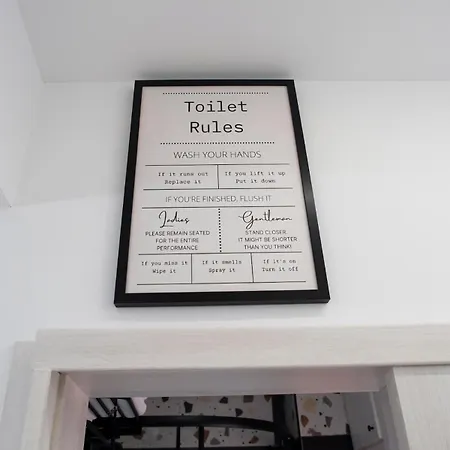 Toilet
Rules
WASH YOUR HANDS
If it runs out
Replace it
If you lift it up
Put it down
IF YOU'RE FINISHED, FLUSH IT
Ladies
PLEASE REMAIN SEATED
FOR THE ENTIRE
PERFORMANCE
Gentleman
STAND CLOSER,
IT MIGHT BE SHORTER
THAN YOU THINK!
If you miss it
Wipe it
If it smells
Spray it
If it's on
Turn it off